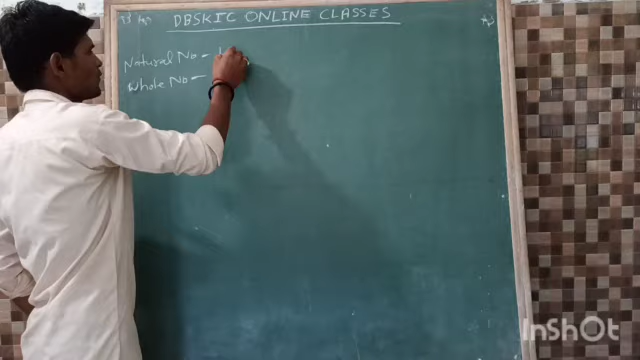 DBSKIC ONLINE CLASSES
Natural No –
Whole No –
InShOt